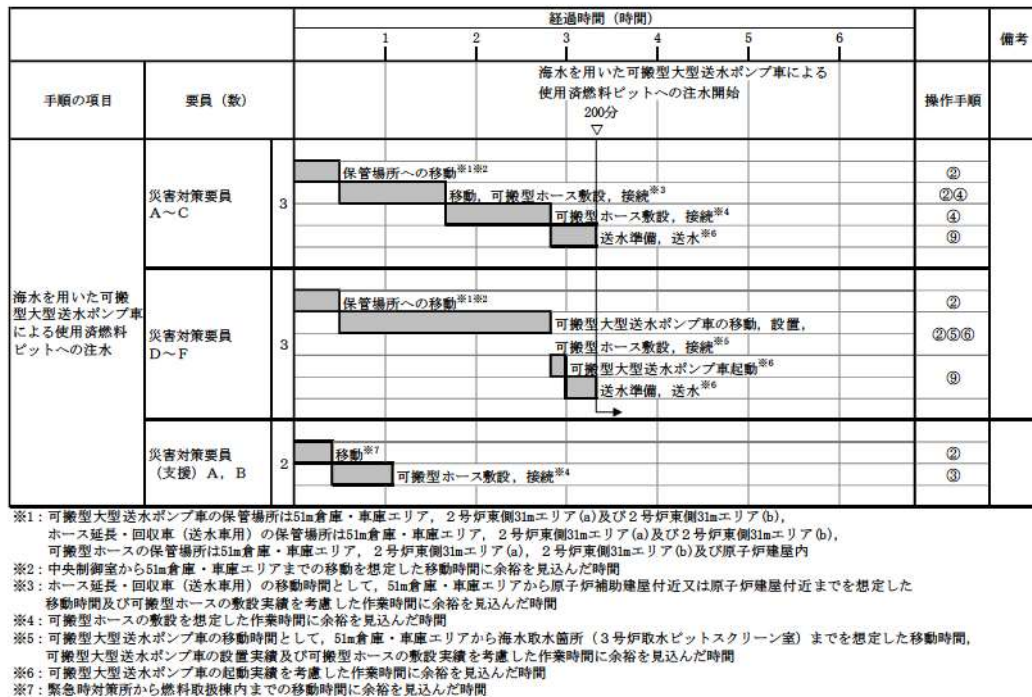 経過時間（時間）
1 2 3 4 5 6
備考
手順の項目
要員（数）
海水を用いた可搬型大型送水ポンプ車による
使用済燃料ピットへの注水開始
200分
▽
操作手順
海水を用いた可搬
型大型送水ポンプ車
による使用済燃料
ピットへの注水
災害対策要員
A～C
3
保管場所への移動※1※2
②
移動，可搬型ホース敷設，接続※3
②④
可搬型ホース敷設，接続※4
④
送水準備，送水※6
⑨
災害対策要員
D～F
3
保管場所への移動※1※2
②
可搬型大型送水ポンプ車の移動，設置，
可搬型ホース敷設，接続※5
②⑤⑥
可搬型大型送水ポンプ車起動※6
送水準備，送水※6
⑨
災害対策要員
（支援）A，B
2
移動※7
②
可搬型ホース敷設，接続※4
③
※1：可搬型大型送水ポンプ車の保管場所は51m倉庫・車庫エリア，2号炉東側31mエリア(a)及び2号炉東側31mエリア(b)，
ホース延長・回収車（送水車用）の保管場所は51m倉庫・車庫エリア，2号炉東側31mエリア(a)及び2号炉東側31mエリア(b)，
可搬型ホースの保管場所は51m倉庫・車庫エリア，2号炉東側31mエリア(a)，2号炉東側31mエリア(b)及び原子炉建屋内
※2：中央制御室から51m倉庫・車庫エリアまでの移動を想定した移動時間に余裕を見込んだ時間
※3：ホース延長・回収車（送水車用）の移動時間として，51m倉庫・車庫エリアから原子炉補助建屋付近又は原子炉建屋付近までを想定した
移動時間及び可搬型ホースの敷設実績を考慮した作業時間に余裕を見込んだ時間
※4：可搬型ホースの敷設を想定した作業時間に余裕を見込んだ時間
※5：可搬型大型送水ポンプ車の移動時間として，51m倉庫・車庫エリアから海水取水箇所（3号炉取水ピットスクリーン室）までを想定した移動時間，
可搬型大型送水ポンプ車の設置実績及び可搬型ホースの敷設実績を考慮した作業時間に余裕を見込んだ時間
※6：可搬型大型送水ポンプ車の起動実績を考慮した作業時間に余裕を見込んだ時間
※7：緊急時対策所から燃料取扱棟内までの移動時間に余裕を見込んだ時間